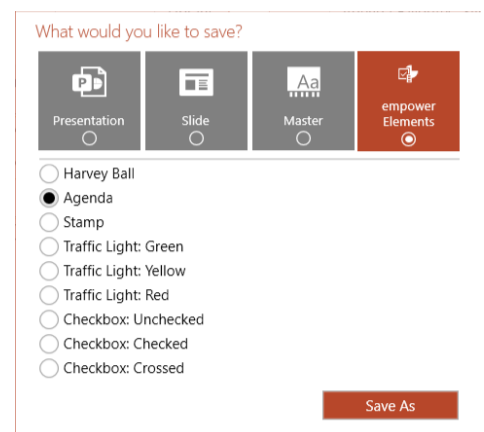 What would you like to save?
P
Aa
empower
Presentation Slide Master Elements
Harvey Ball
Agenda
Stamp
Traffic Light: Green
Traffic Light: Yellow
Traffic Light: Red
Checkbox: Unchecked
Checkbox: Checked
Checkbox: Crossed
Save As